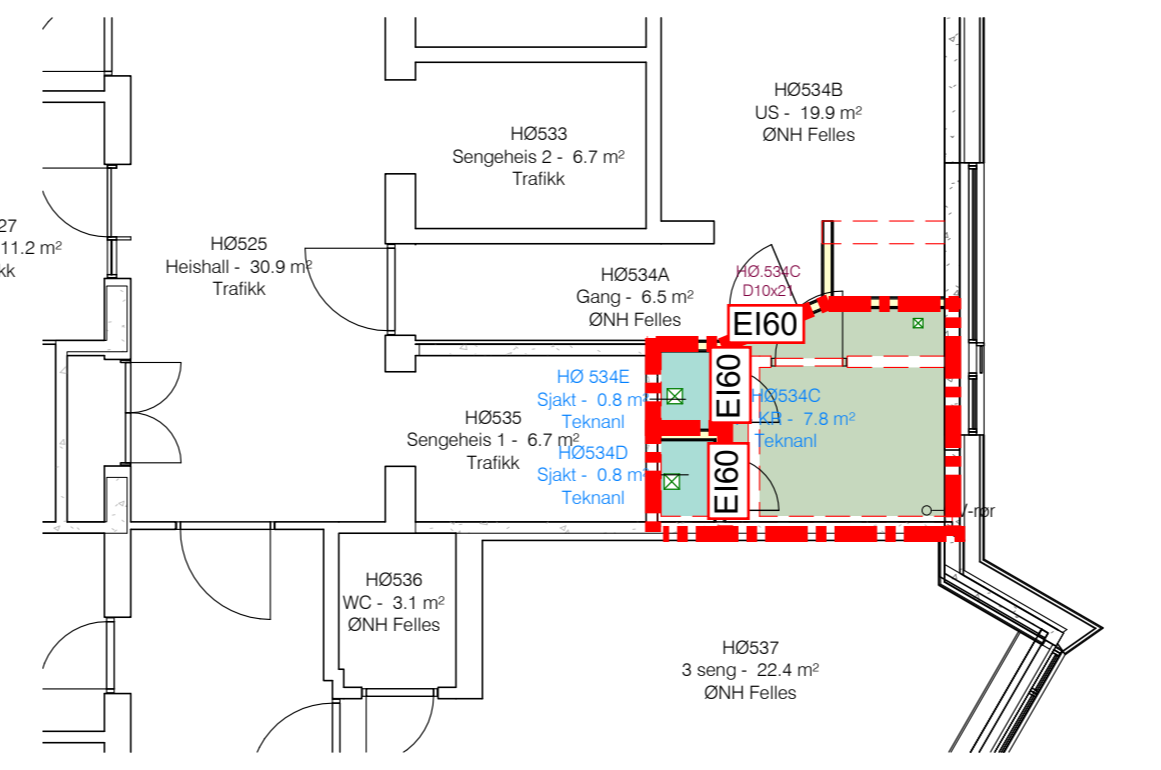 HØ534B
US - 19.9 m²
ØNH Felles
HØ533
Sengeheis 2 - 6.7 m²
Trafikk
27
11.2 m²
kk
HØ525
Heishall - 30.9 m²
Trafikk
HØ534A
Gang - 6.5 m²
ØNH Felles
HØ.534C
D10x21
EI60
EI60
HØ 534E
Sjakt - 0.8 m²
Teknanl
HØ534C
KR - 7.8 m²
Teknanl
HØ535
Sengeheis 1 - 6.7 m²
Trafikk
HØ534D
Sjakt - 0.8 m²
Teknanl
EI60
V-rør
HØ536
WC - 3.1 m²
ØNH Felles
HØ537
3 seng - 22.4 m²
ØNH Felles